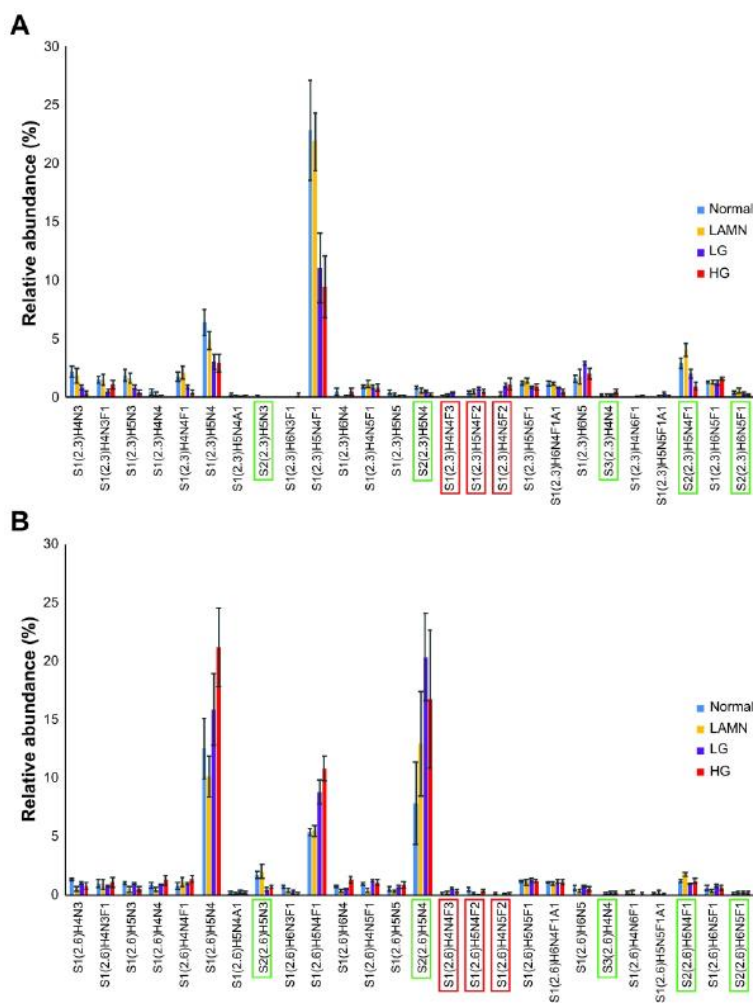 A
30
25
20
15
10
5
0
Relative abundance (%)
Normal
LAMN
LG
HG
S1(2.3)H4N3
S1(2.3)H4N3F1
S1(2.3)H5N3
S1(2.3)H4N4
S1(2.3)H4N4F1
S1(2.3)H5N4
S1(2.3)H5N4A1
S2(2.3)H5N3
S1(2.3)H6N3F1
S1(2.3)H5N4F1
S1(2.3)H6N4
S1(2.3)H4N5F1
S1(2.3)H5N5
S2(2.3)H5N4
S1(2.3)H4N4F3
S1(2.3)H5N4F2
S1(2.3)H4N5F2
S1(2.3)H5N5F1
S1(2.3)H6N4F1A1
S1(2.3)H6N5
S3(2.3)H4N4
S1(2.3)H4N6F1
S1(2.3)H5N5F1A1
S2(2.3)H5N4F1
S1(2.3)H6N5F1
S2(2.3)H6N5F1
B
30
25
20
15
10
5
0
Relative abundance (%)
Normal
LAMN
LG
HG
S1(2.6)H4N3
S1(2.6)H4N3F1
S1(2.6)H5N3
S1(2.6)H4N4
S1(2.6)H4N4F1
S1(2.6)H5N4
S1(2.6)H5N4A1
S2(2.6)H5N3
S1(2.6)H6N3F1
S1(2.6)H5N4F1
S1(2.6)H6N4
S1(2.6)H4N5F1
S1(2.6)H5N5
S2(2.6)H5N4
S1(2.6)H4N4F3
S1(2.6)H5N4F2
S1(2.6)H4N5F2
S1(2.6)H5N5F1
S1(2.6)H6N4F1A1
S1(2.6)H6N5
S3(2.6)H4N4
S1(2.6)H4N6F1
S1(2.6)H5N5F1A1
S2(2.6)H5N4F1
S1(2.6)H6N5F1
S2(2.6)H6N5F1